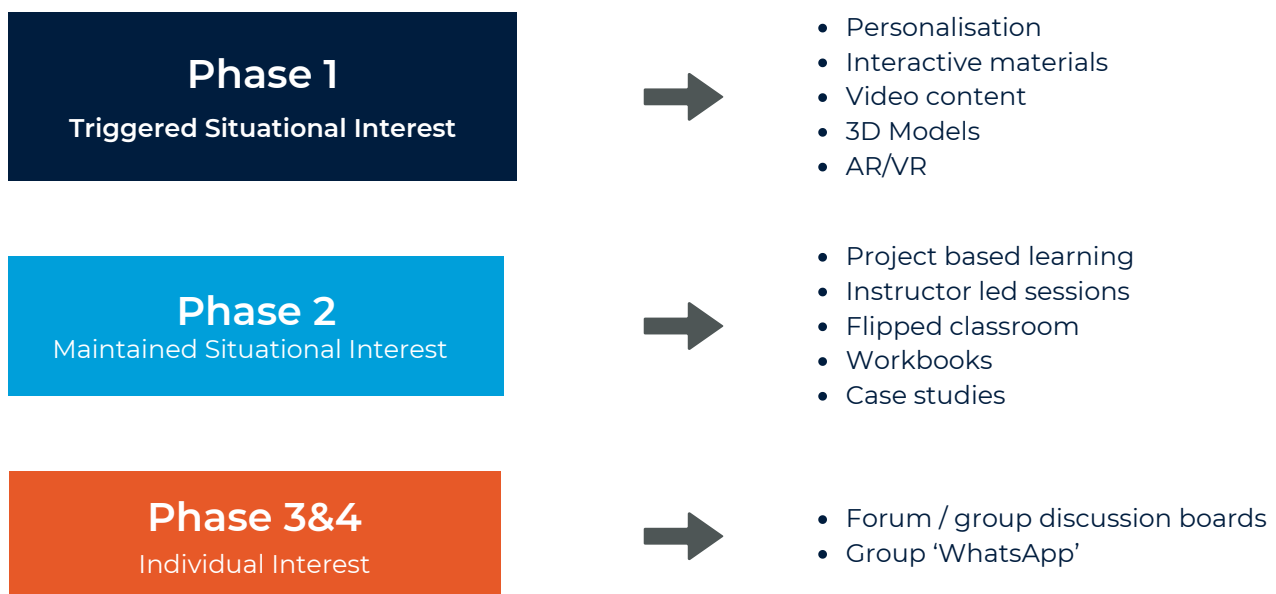 Phase 1
Triggered Situational Interest
• Personalisation
• Interactive materials
• Video content
• 3D Models
• AR/VR
Phase 2
Maintained Situational Interest
• Project based learning
• Instructor led sessions
• Flipped classroom
• Workbooks
• Case studies
Phase 3&4
Individual Interest
• Forum / group discussion boards
• Group ‘WhatsApp’